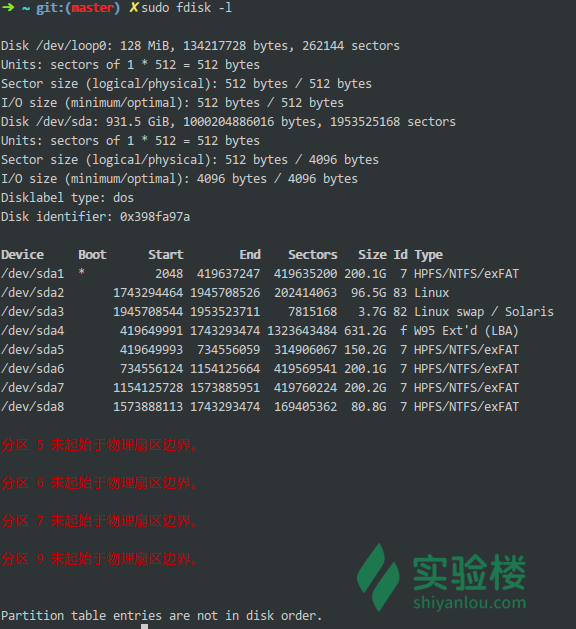 ➜ ~ git:(master) ✗sudo fdisk -l
Disk /dev/loop0: 128 MiB, 134217728 bytes, 262144 sectors
Units: sectors of 1 * 512 = 512 bytes
Sector size (logical/physical): 512 bytes / 512 bytes
I/O size (minimum/optimal): 512 bytes / 512 bytes
Disk /dev/sda: 931.5 GiB, 1000204886016 bytes, 1953525168 sectors
Units: sectors of 1 * 512 = 512 bytes
Sector size (logical/physical): 512 bytes / 4096 bytes
I/O size (minimum/optimal): 4096 bytes / 4096 bytes
Disklabel type: dos
Disk identifier: 0x398fa97a
Device Boot Start End Sectors Size Id Type
/dev/sda1 * 2048 419637247 419635200 200.1G 7 HPFS/NTFS/exFAT
/dev/sda2 1743294464 1945708526 202414063 96.5G 83 Linux
/dev/sda3 1945708544 1953523711 7815168 3.7G 82 Linux swap / Solaris
/dev/sda4 419649991 1743293474 1323643484 631.2G f W95 Ext'd (LBA)
/dev/sda5 419649993 734556059 314906067 150.2G 7 HPFS/NTFS/exFAT
/dev/sda6 734556124 1154125664 419569541 200.1G 7 HPFS/NTFS/exFAT
/dev/sda7 1154125728 1573885951 419760224 200.2G 7 HPFS/NTFS/exFAT
/dev/sda8 1573888113 1743293474 169405362 80.8G 7 HPFS/NTFS/exFAT
分区 5 未起始于物理扇区边界。
分区 6 未起始于物理扇区边界。
分区 7 未起始于物理扇区边界。
分区 9 未起始于物理扇区边界。
实验楼
shiyanlou.com
Partition table entries are not in disk order.